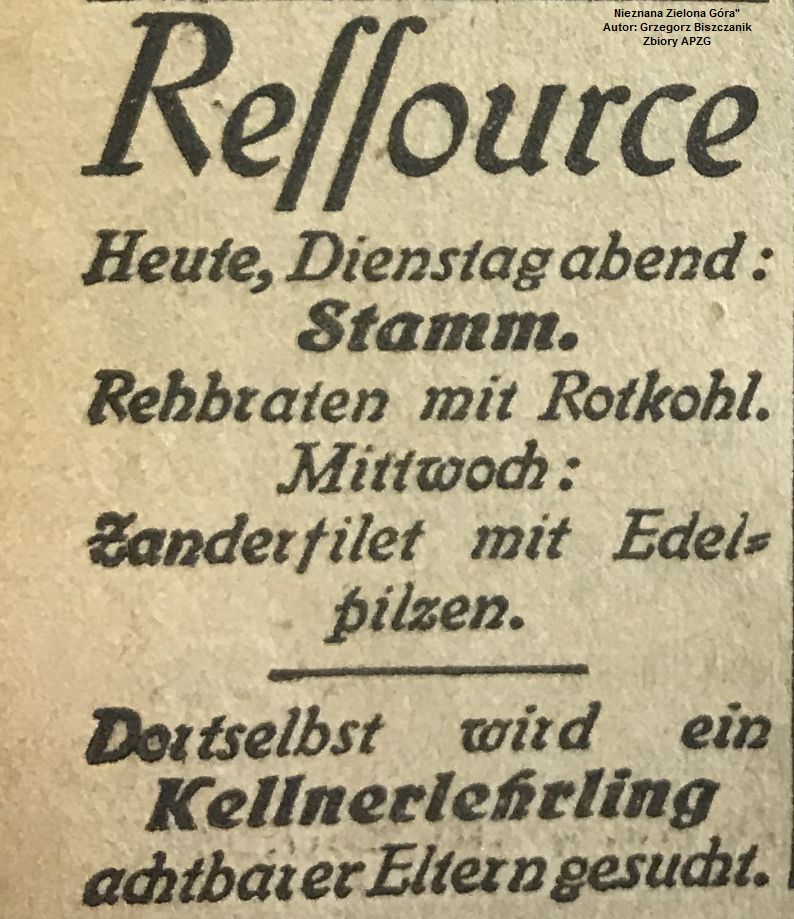 Nieznana Zielona Góra"
Autor: Grzegorz Biszczanik
Zbiory APZG
Reſſource
Heute, Dienstag abend:
Stamm.
Rehbraten mit Rotkohl.
Mittwoch:
Zanderfilet mit Edel-
pilzen.
Dortselbst wird ein
Kellnerlehrling
achtbarer Eltern gesucht.